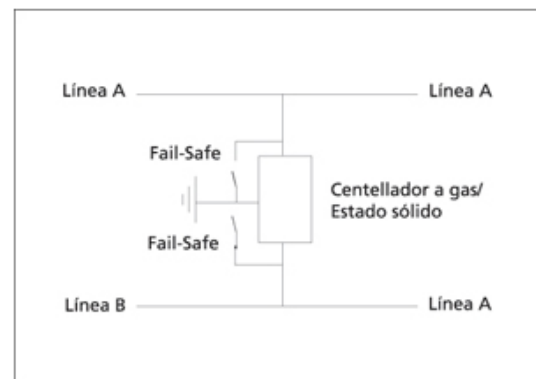 Línea A
Línea A
Fail-Safe
Centellador a gas/
Estado sólido
Fail-Safe
Línea B
Línea A